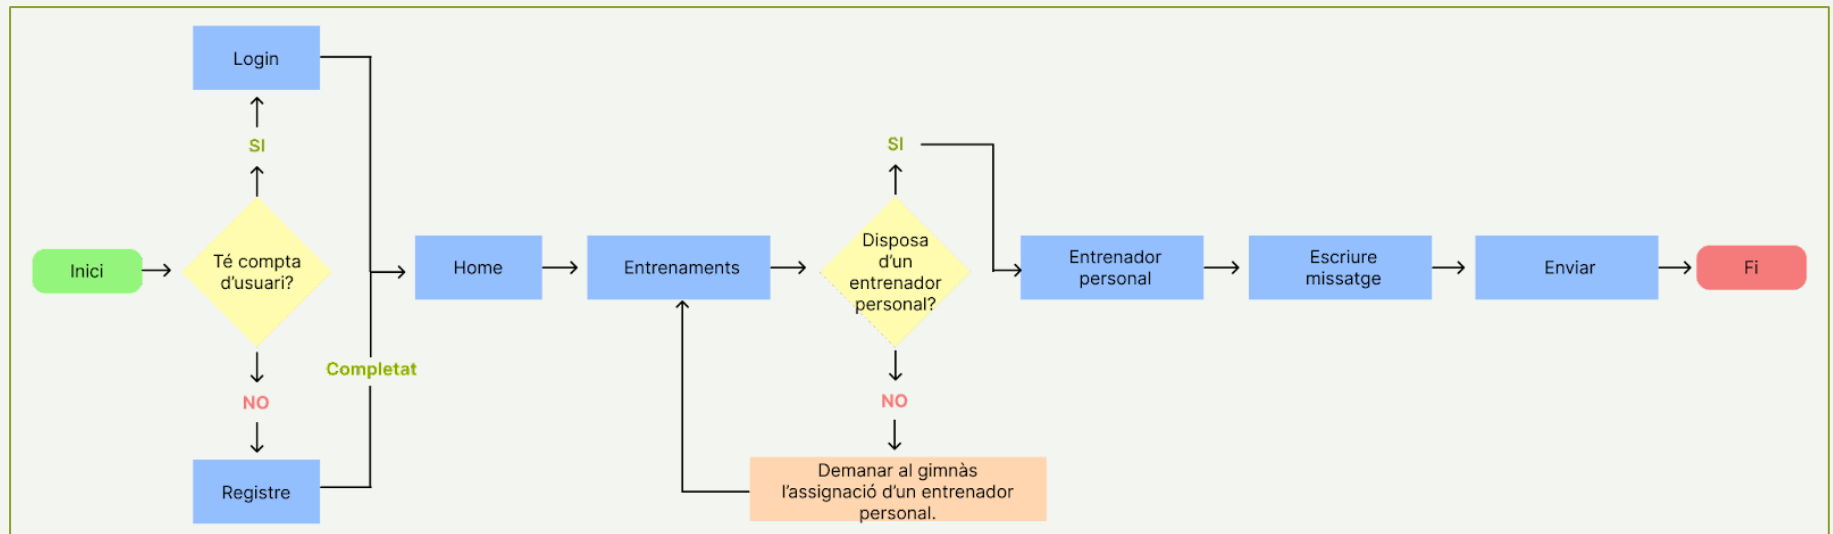 Login
SI
Inici
Té compta
d'usuari?
NO
Registre
Completat
Home
Entrenaments
SI
Disposa
d'un
entrenador
personal?
NO
Demanar al gimnàs
l'assignació d'un entrenador
personal.
Entrenador
personal
Escriure
missatge
Enviar
Fi